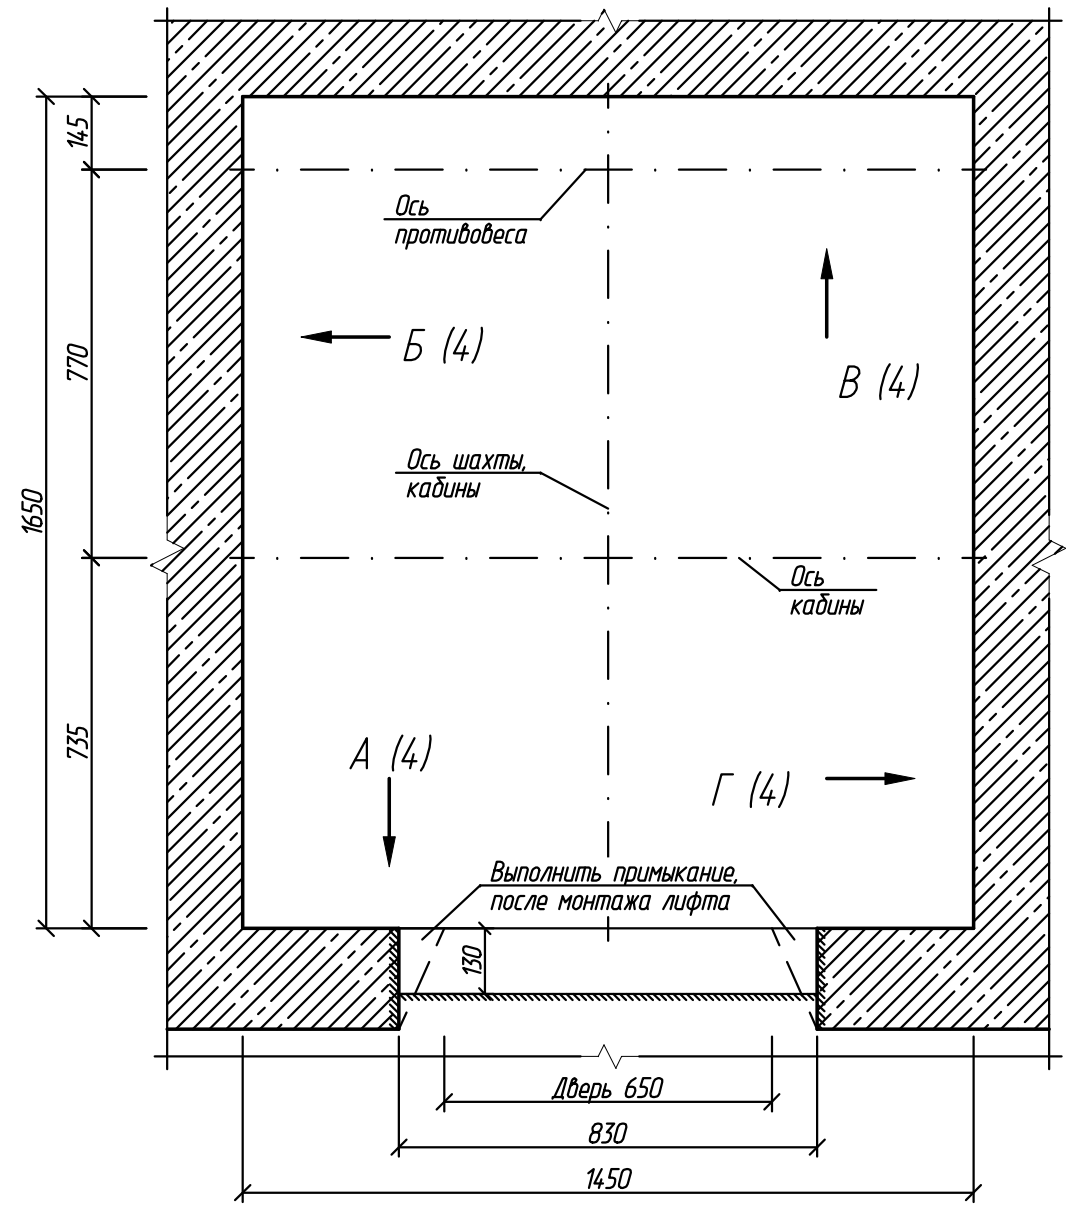 145
Ось
противовеса
Б (4)
770
В (4)
Ось шахты,
кабины
1650
Ось
кабины
735
А (4)
Г (4)
Выполнить примыкание,
после монтажа лифта
130
Дверь 650
830
1450